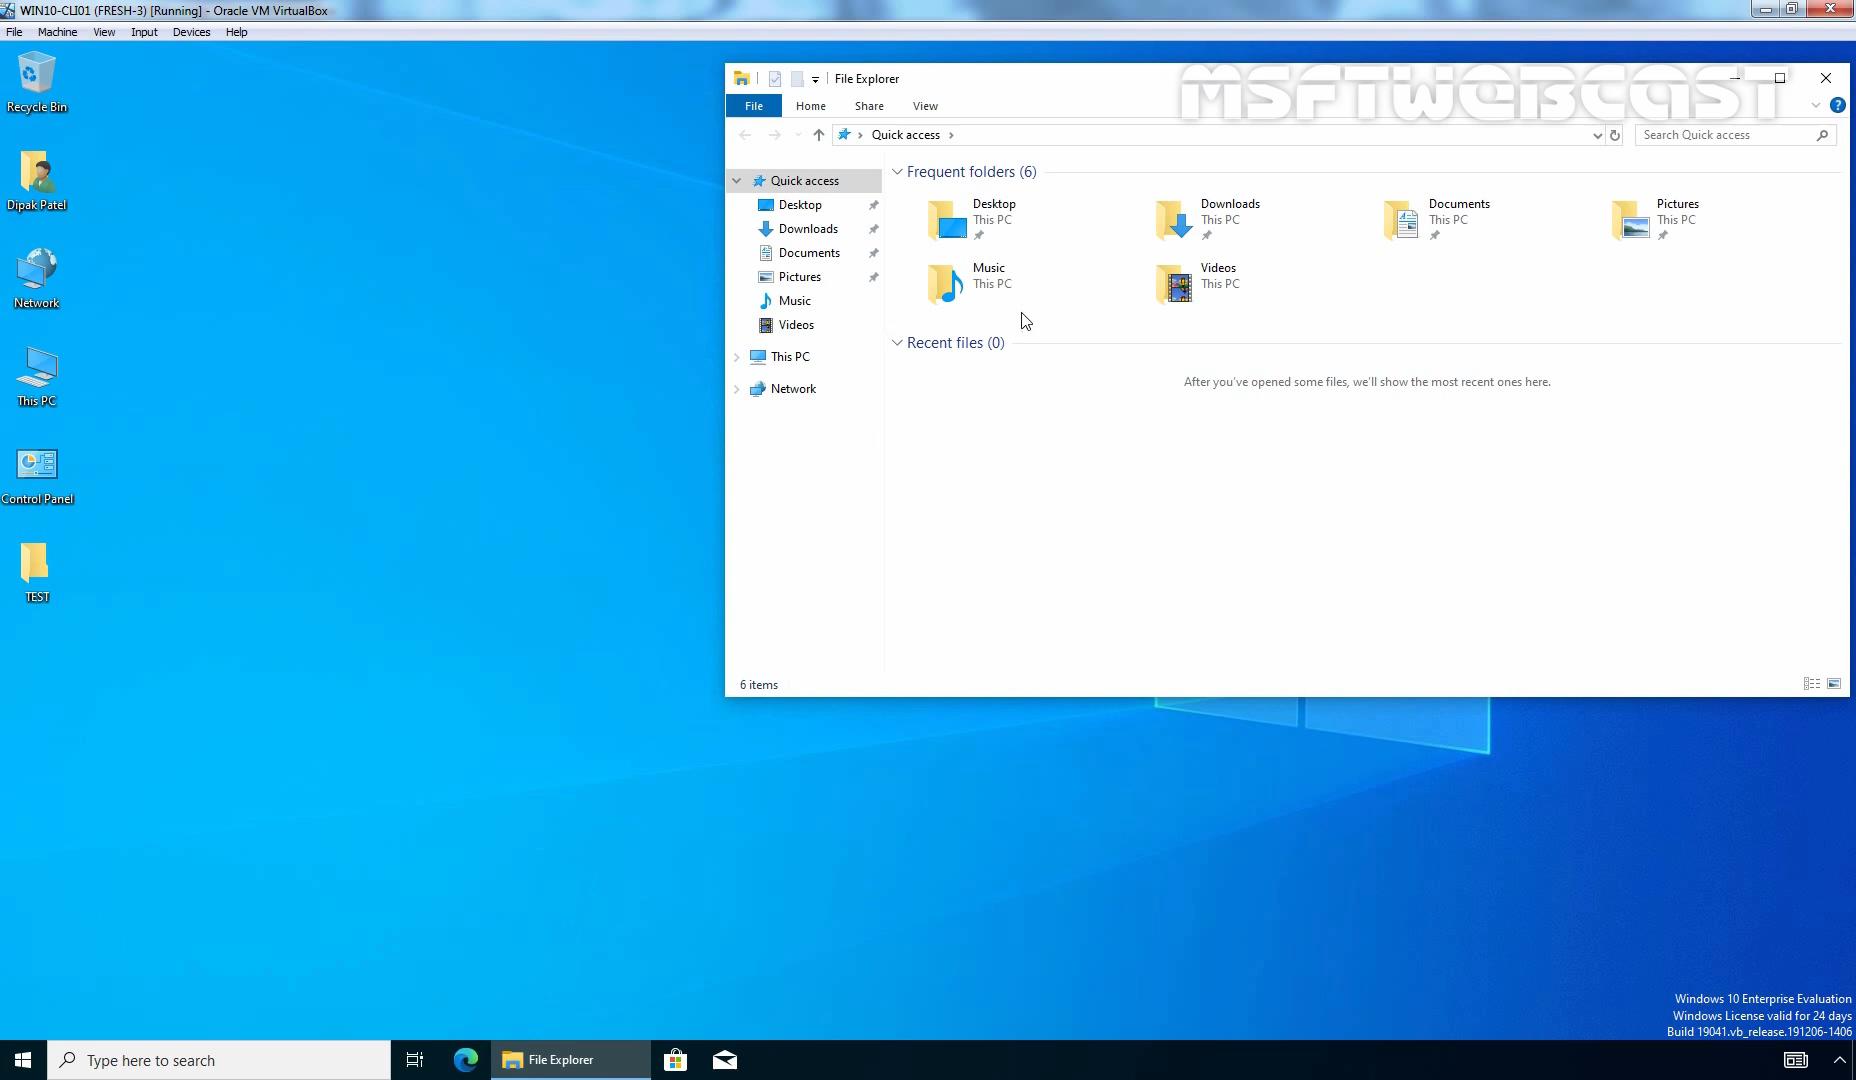 WIN10-CLI01 (FRESH-3) [Running] - Oracle VM VirtualBox
File Machine View Input Devices Help
Recycle Bin
Dipak Patel
Network
This PC
Control Panel
TEST
File Explorer
MSFTWEBCAST
File Home Share View
Quick access
Search Quick access
Quick access
Desktop
Downloads
Documents
Pictures
Music
Videos
This PC
Network
Frequent folders (6)
Desktop
This PC
Downloads
This PC
Documents
This PC
Pictures
This PC
Music
This PC
Videos
This PC
Recent files (0)
After you've opened some files, we'll show the most recent ones here.
6 items
Windows 10 Enterprise Evaluation
Windows License valid for 24 days
Build 19041.vb_release.191206-1406
Type here to search
File Explorer